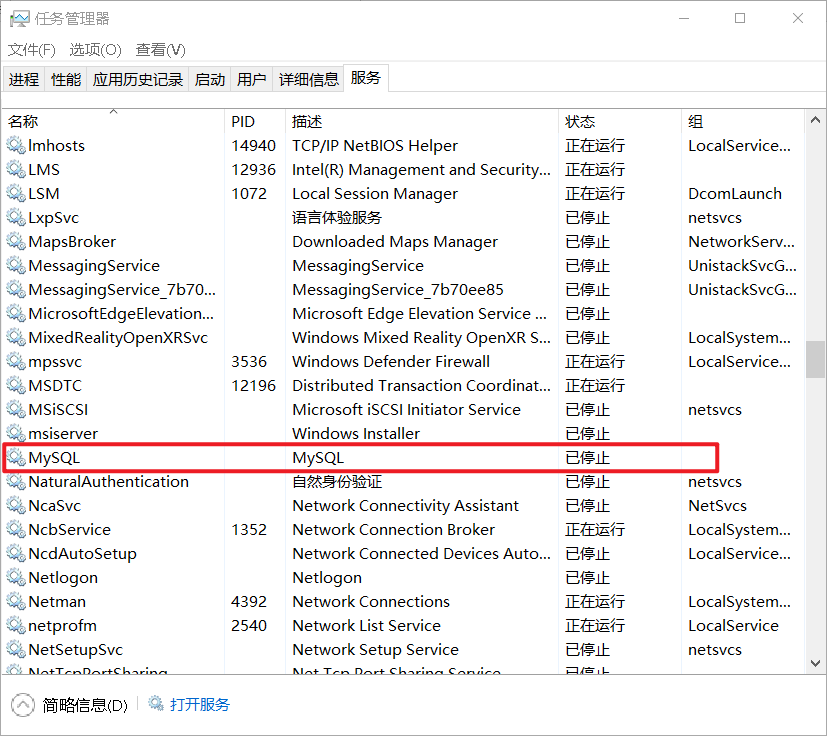 任务管理器
文件(F) 选项(O) 查看(V)
进程 性能 应用历史记录 启动 用户 详细信息 服务
名称 PID 描述 状态 组
lmhosts 14940 TCP/IP NetBIOS Helper 正在运行 LocalService...
LMS 12936 Intel(R) Management and Security... 正在运行
LSM 1072 Local Session Manager 正在运行 DcomLaunch
LxpSvc 语言体验服务 已停止 netsvcs
MapsBroker Downloaded Maps Manager 已停止 NetworkServ...
MessagingService MessagingService 已停止 UnistackSvcG...
MessagingService_7b70... MessagingService_7b70ee85 已停止 UnistackSvcG...
MicrosoftEdgeElevation... Microsoft Edge Elevation Service ... 已停止
MixedRealityOpenXRSvc Windows Mixed Reality OpenXR S... 已停止 LocalSystem...
mpssvc 3536 Windows Defender Firewall 正在运行 LocalService...
MSDTC 12196 Distributed Transaction Coordinat... 正在运行
MSiSCSI Microsoft iSCSI Initiator Service 已停止 netsvcs
msiserver Windows Installer 已停止
MySQL MySQL 已停止
NaturalAuthentication 自然身份验证 已停止 netsvcs
NcaSvc Network Connectivity Assistant 已停止 NetSvcs
NcbService 1352 Network Connection Broker 正在运行 LocalSystem...
NcdAutoSetup Network Connected Devices Auto... 已停止 LocalService...
Netlogon Netlogon 已停止
Netman 4392 Network Connections 正在运行 LocalSystem...
netprofm 2540 Network List Service 正在运行 LocalService
NetSetupSvc Network Setup Service 已停止 netsvcs
NetTcpPortSharing Net.Tcp Port Sharing Service 已停止
简略信息(D) 打开服务